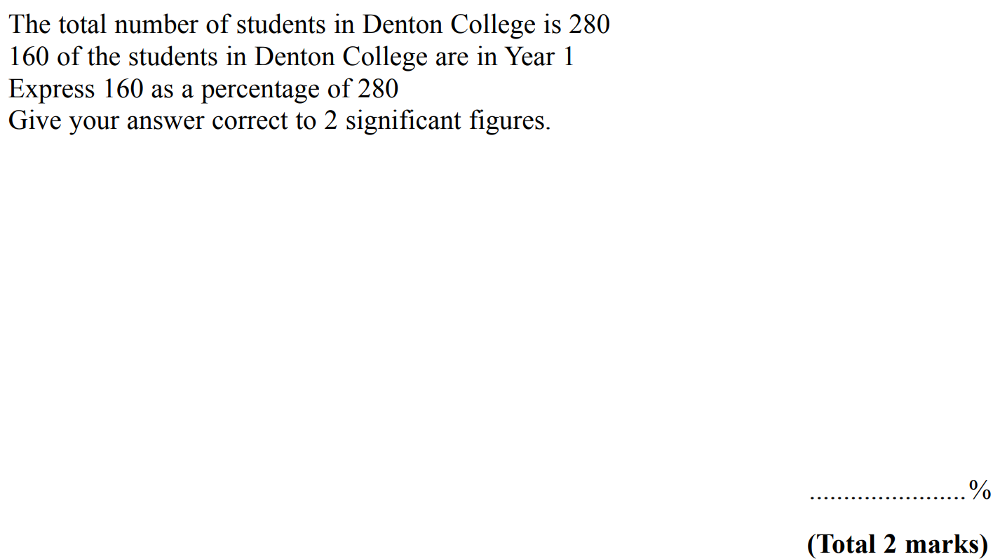 The total number of students in Denton College is 280
160 of the students in Denton College are in Year 1
Express 160 as a percentage of 280
Give your answer correct to 2 significant figures.
.......................%
(Total 2 marks)